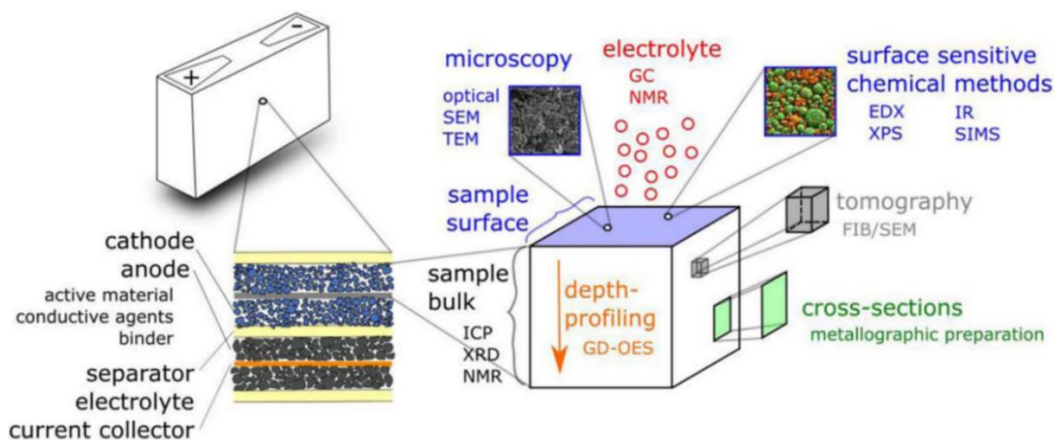 +
-
microscopy
optical
SEM
TEM
electrolyte
GC
NMR
surface sensitive
chemical methods
EDX IR
XPS SIMS
sample
surface
tomography
FIB/SEM
cathode
anode
active material
conductive agents
binder
separator
electrolyte
current collector
sample
bulk
ICP
XRD
NMR
depth-
profiling
GD-OES
cross-sections
metallographic preparation